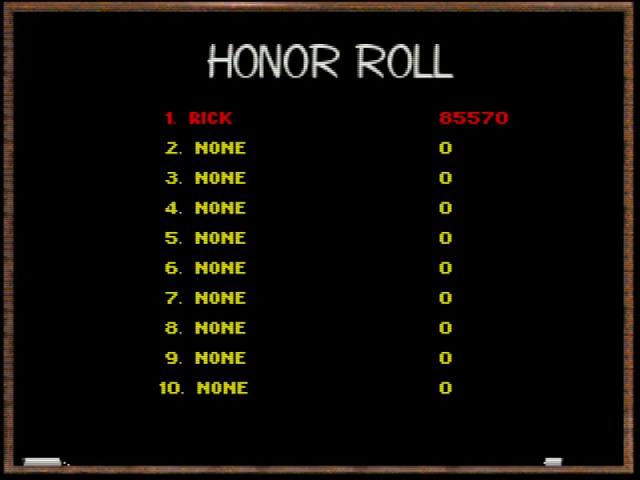 HONOR ROLL
1. RICK 85570
2. NONE 0
3. NONE 0
4. NONE 0
5. NONE 0
6. NONE 0
7. NONE 0
8. NONE 0
9. NONE 0
10. NONE 0